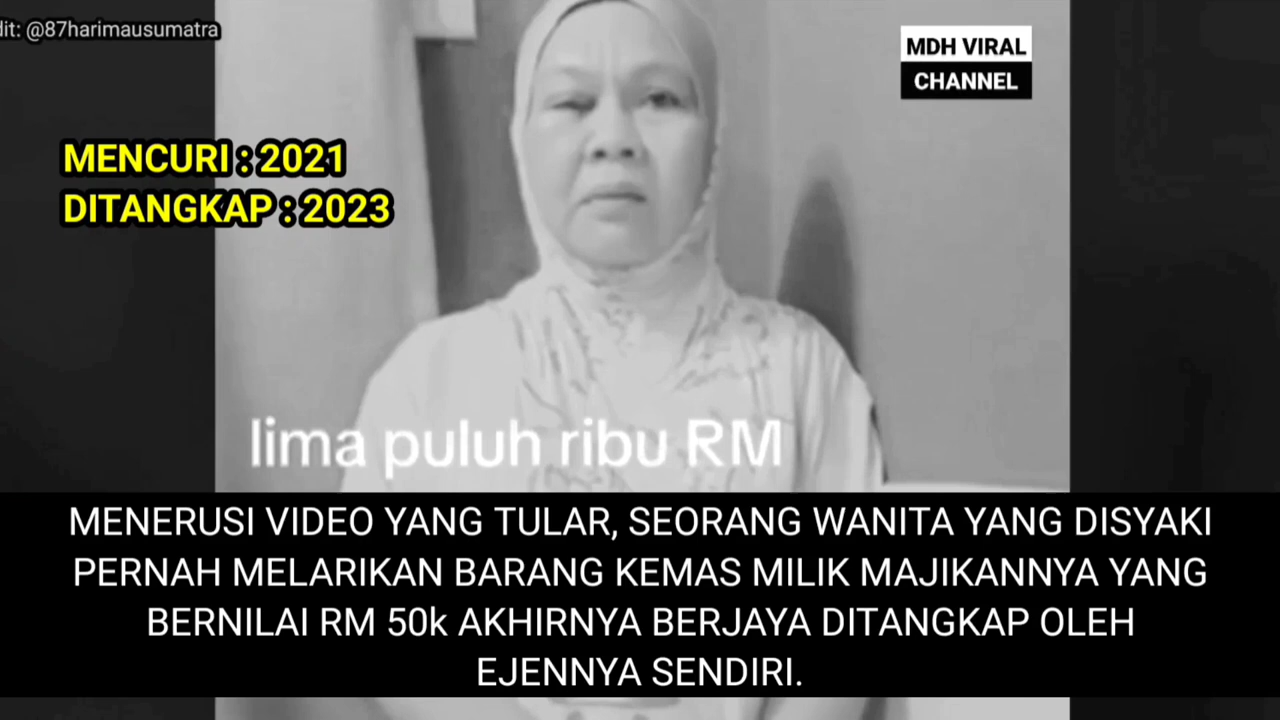 dit: @87harimausumatra
MDH VIRAL
CHANNEL
MENCURI : 2021
DITANGKAP : 2023
lima puluh ribu RM
MENERUSI VIDEO YANG TULAR, SEORANG WANITA YANG DISYAKI
PERNAH MELARIKAN BARANG KEMAS MILIK MAJIKANNYA YANG
BERNILAI RM 50k AKHIRNYA BERJAYA DITANGKAP OLEH
EJENNYA SENDIRI.